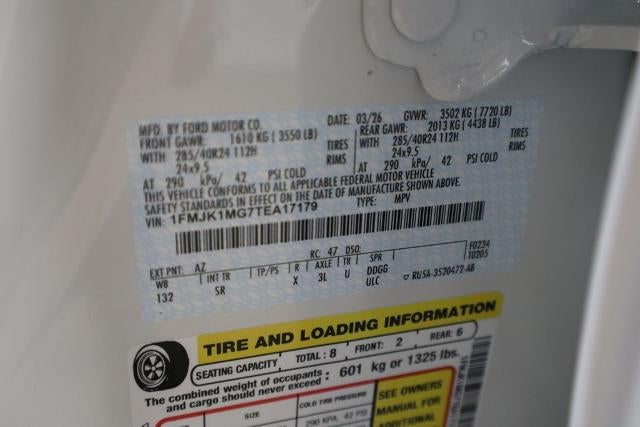 MFD. BY FORD MOTOR CO. DATE: 03/26 GVWR: 3502 KG (7720 LB)
FRONT GAWR: 1610 KG (3550 LB) REAR GAWR: 2013 KG (4438 LB)
WITH 285/40R24 112H TIRES WITH 285/40R24 112H TIRES
24x9.5 RIMS 24x9.5 RIMS
AT 290 kPa/ 42 PSI COLD AT 290 kPa/ 42 PSI COLD
THIS VEHICLE CONFORMS TO ALL APPLICABLE FEDERAL MOTOR VEHICLE
SAFETY STANDARDS IN EFFECT ON THE DATE OF MANUFACTURE SHOWN ABOVE.
VIN: 1FMJK1MG7TEA17179 TYPE: MPV
F0234
T0205
EXT PNT: AZ RC: 47 DSO:
WB INT TR TP/PS R AXLE TR SPR
132 SR X 3L U DDGG
ULC RU5A-3520472-AB
TIRE AND LOADING INFORMATION
SEATING CAPACITY TOTAL: 8 FRONT: 2 REAR: 6
The combined weight of occupants and cargo should never exceed: 601 kg or 1325 lbs.
SIZE COLD TIRE PRESSURE
290 KPA, 42 PSI
SEE OWNERS
MANUAL FOR
ADDITIONAL